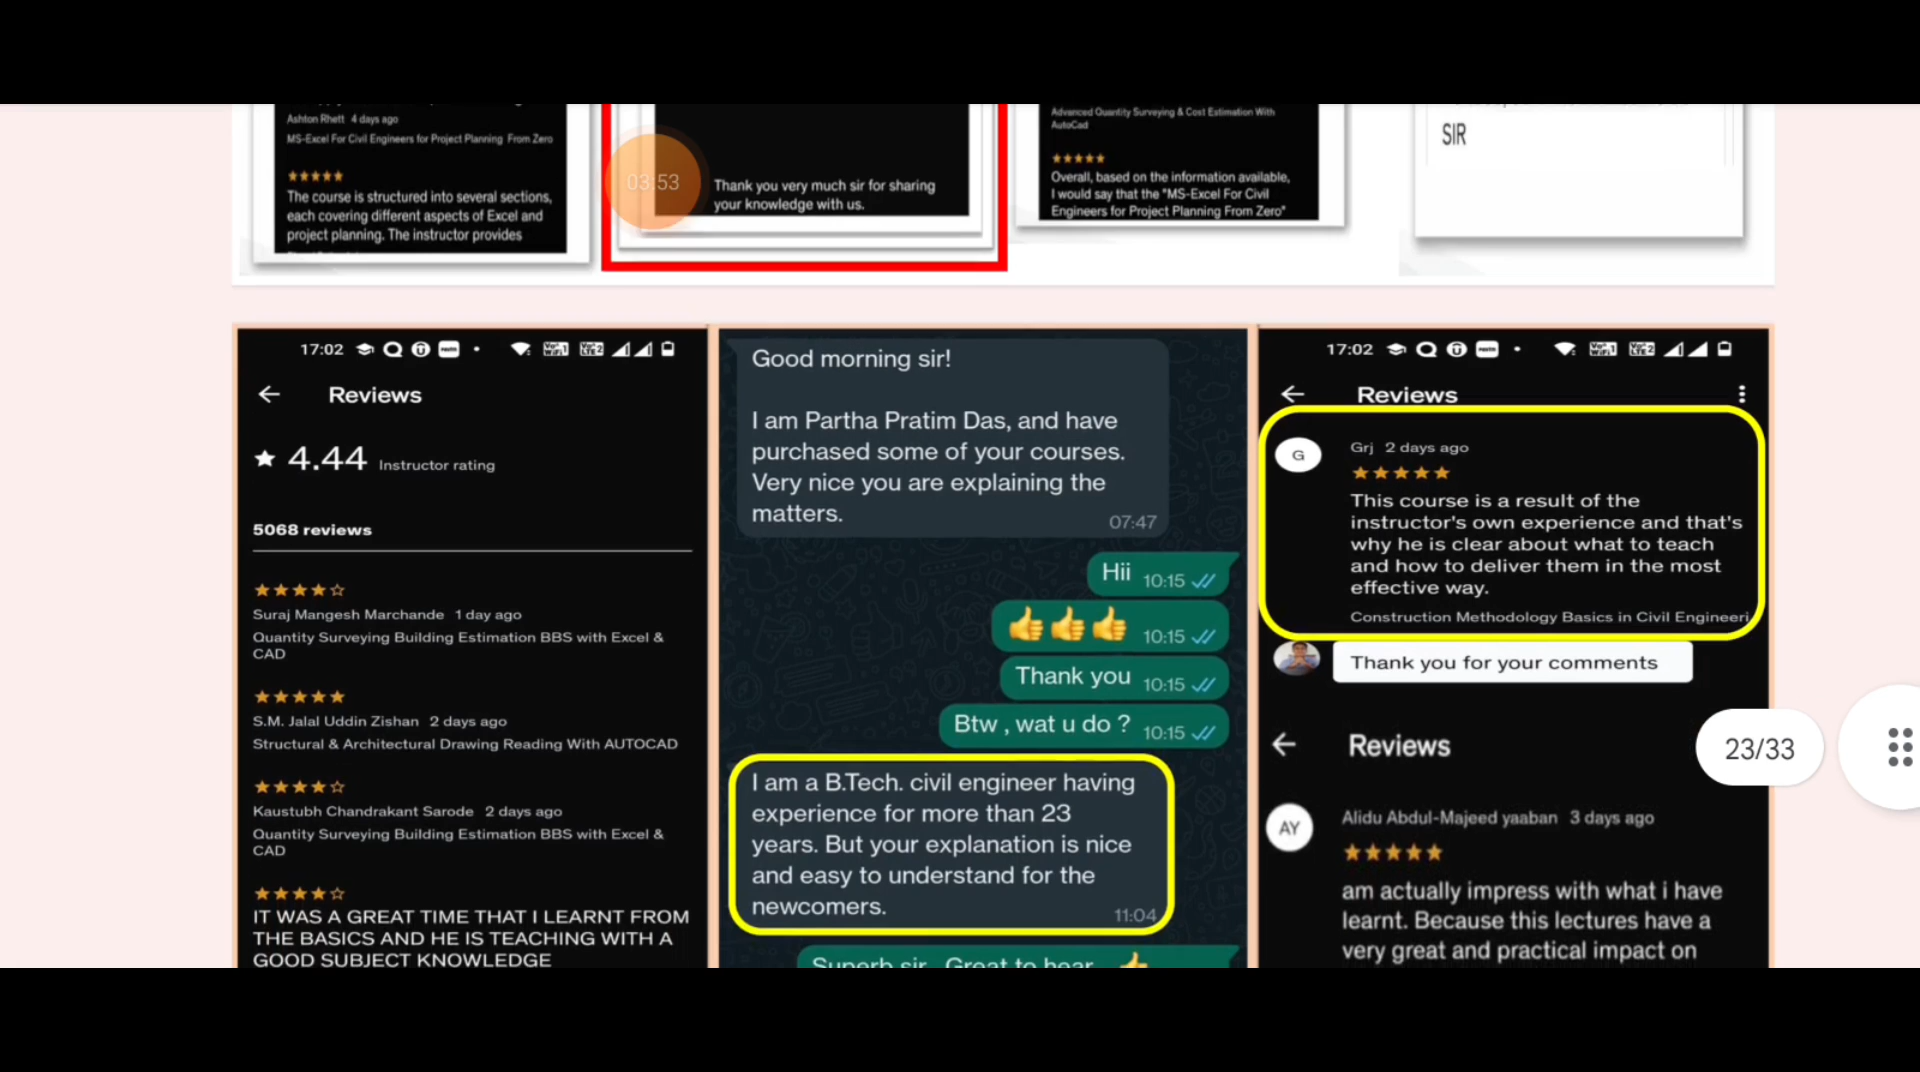 Ashton Rhett 4 days ago
MS-Excel For Civil Engineers for Project Planning From Zero
The course is structured into several sections,
each covering different aspects of Excel and
project planning. The instructor provides
03:53
Thank you very much sir for sharing
your knowledge with us.
Advanced Quantity Surveying & Cost Estimation With
AutoCad
Overall, based on the information available,
I would say that the "MS-Excel For Civil
Engineers for Project Planning From Zero"
SIR
17:02
Reviews
4.44 Instructor rating
5068 reviews
Suraj Mangesh Marchande 1 day ago
Quantity Surveying Building Estimation BBS with Excel &
CAD
S.M. Jalal Uddin Zishan 2 days ago
Structural & Architectural Drawing Reading With AUTOCAD
Kaustubh Chandrakant Sarode 2 days ago
Quantity Surveying Building Estimation BBS with Excel &
CAD
IT WAS A GREAT TIME THAT I LEARNT FROM
THE BASICS AND HE IS TEACHING WITH A
GOOD SUBJECT KNOWLEDGE
Good morning sir!
I am Partha Pratim Das, and have
purchased some of your courses.
Very nice you are explaining the
matters.
07:47
Hii 10:15
10:15
Thank you 10:15
Btw , wat u do ? 10:15
I am a B.Tech. civil engineer having
experience for more than 23
years. But your explanation is nice
and easy to understand for the
newcomers.
11:04
Superb sir Great to hear
17:02
Reviews
G
Grj 2 days ago
This course is a result of the
instructor's own experience and that's
why he is clear about what to teach
and how to deliver them in the most
effective way.
Construction Methodology Basics in Civil Engineeri
Thank you for your comments
Reviews
AY
Alidu Abdul-Majeed yaaban 3 days ago
am actually impress with what i have
learnt. Because this lectures have a
very great and practical impact on
23/33